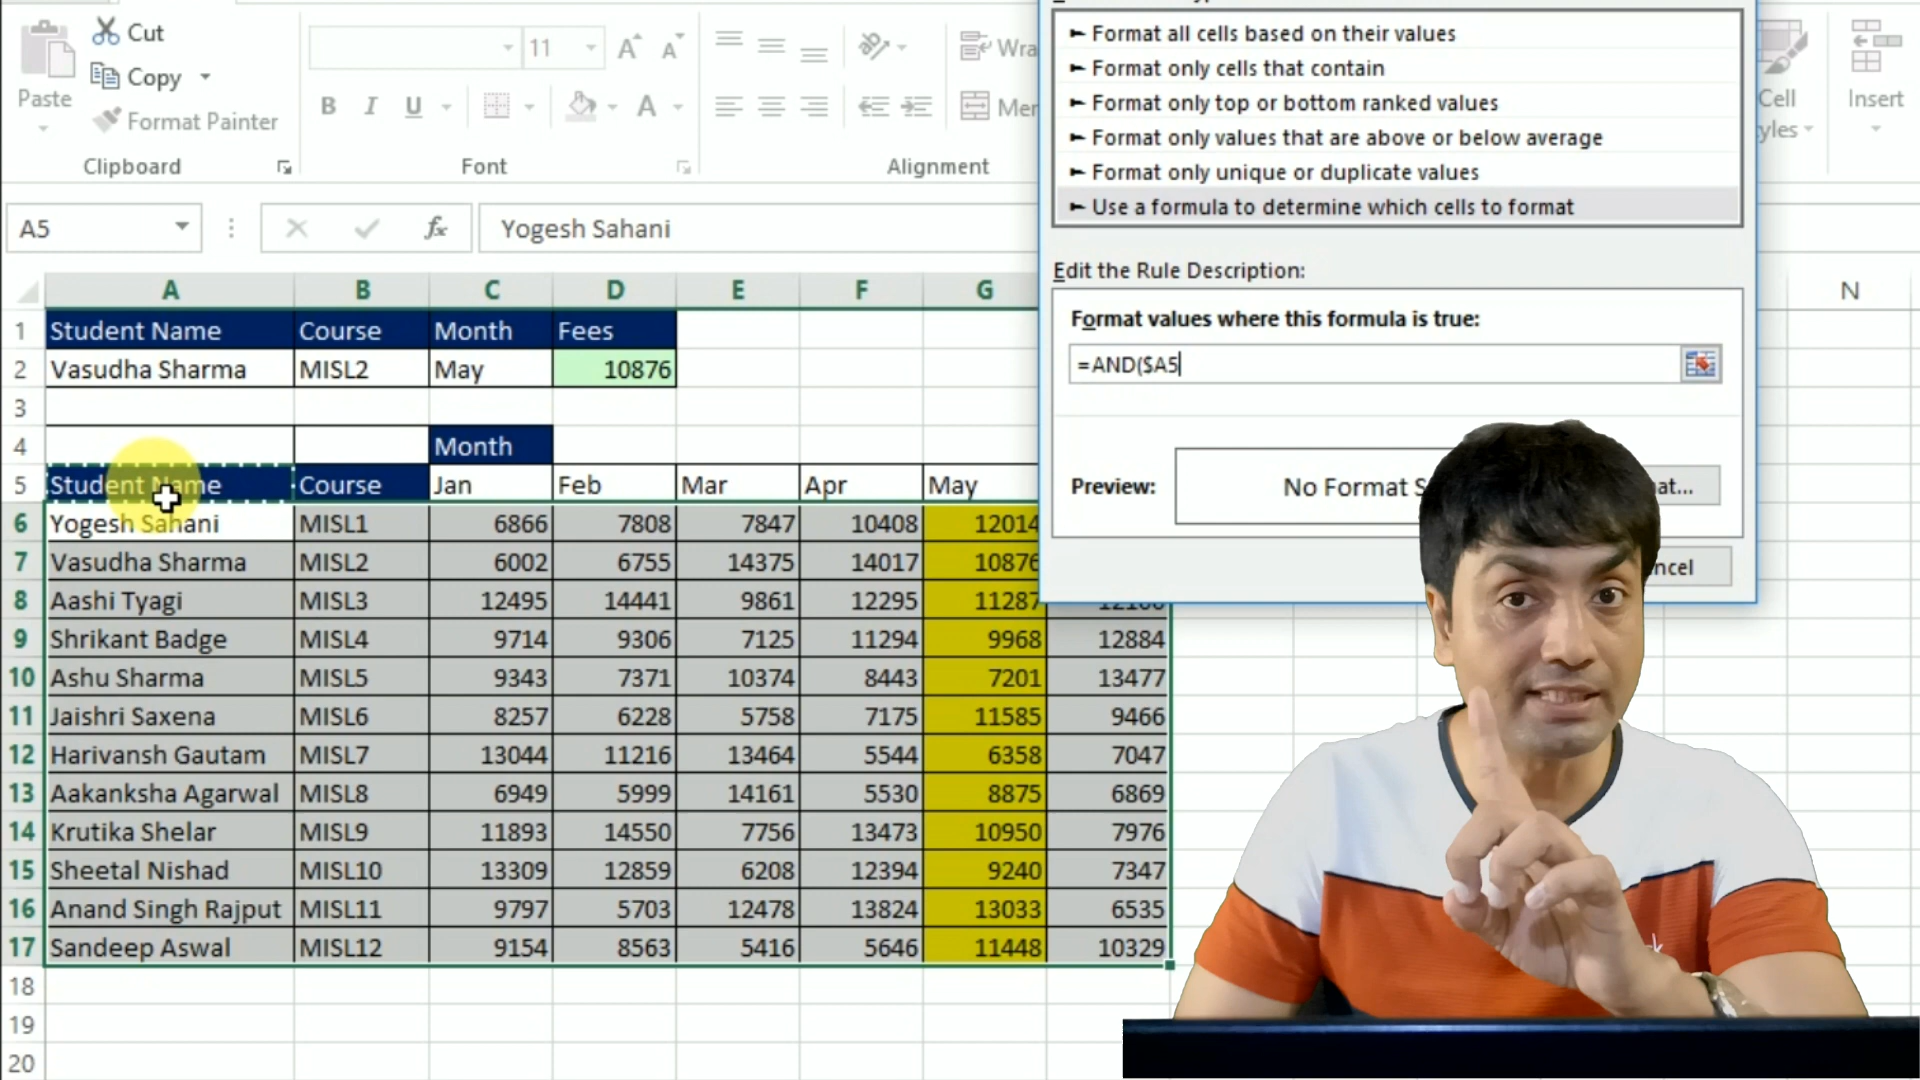 Cut
Copy
Paste
Format Painter
Clipboard
11
A A
B I U A
Font
Wra
Mer
Alignment
Cell
yles
Insert
Format all cells based on their values
Format only cells that contain
Format only top or bottom ranked values
Format only values that are above or below average
Format only unique or duplicate values
Use a formula to determine which cells to format
Edit the Rule Description:
Format values where this formula is true:
=AND($A5
Preview:
No Format S
at...
ncel
A5
fx
Yogesh Sahani
A B C D E F G N
1 Student Name Course Month Fees
2 Vasudha Sharma MISL2 May 10876
3
4 Month
5 Student Name Course Jan Feb Mar Apr May
6 Yogesh Sahani MISL1 6866 7808 7847 10408 12014
7 Vasudha Sharma MISL2 6002 6755 14375 14017 10876
8 Aashi Tyagi MISL3 12495 14441 9861 12295 11287
9 Shrikant Badge MISL4 9714 9306 7125 11294 9968 12884
10 Ashu Sharma MISL5 9343 7371 10374 8443 7201 13477
11 Jaishri Saxena MISL6 8257 6228 5758 7175 11585 9466
12 Harivansh Gautam MISL7 13044 11216 13464 5544 6358 7047
13 Aakanksha Agarwal MISL8 6949 5999 14161 5530 8875 6869
14 Krutika Shelar MISL9 11893 14550 7756 13473 10950 7976
15 Sheetal Nishad MISL10 13309 12859 6208 12394 9240 7347
16 Anand Singh Rajput MISL11 9797 5703 12478 13824 13033 6535
17 Sandeep Aswal MISL12 9154 8563 5416 5646 11448 10329
18
19
20